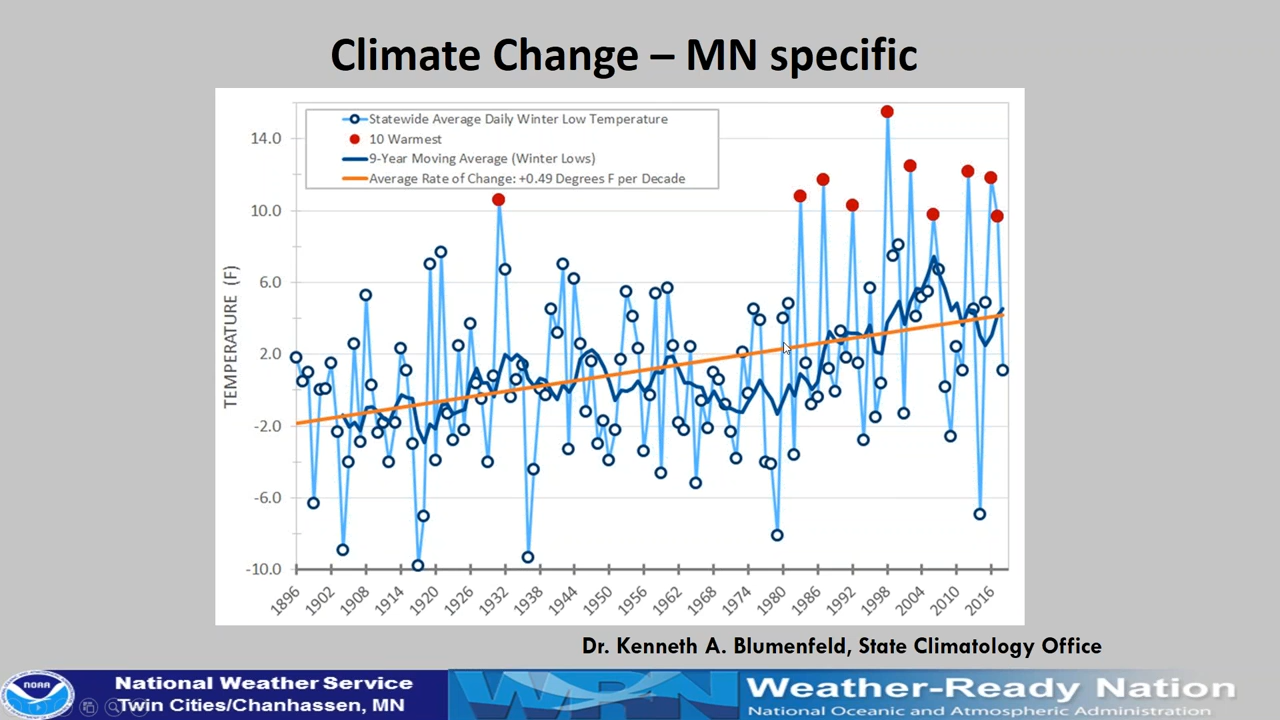 Climate Change – MN specific
Statewide Average Daily Winter Low Temperature
10 Warmest
9-Year Moving Average (Winter Lows)
Average Rate of Change: +0.49 Degrees F per Decade
TEMPERATURE (F)
14.0
10.0
6.0
2.0
-2.0
-6.0
-10.0
1896 1902 1908 1914 1920 1926 1932 1938 1944 1950 1956 1962 1968 1974 1980 1986 1992 1998 2004 2010 2016
Dr. Kenneth A. Blumenfeld, State Climatology Office
NOAA
National Weather Service
Twin Cities/Chanhassen, MN
WRN
Weather-Ready Nation
National Oceanic and Atmospheric Administration